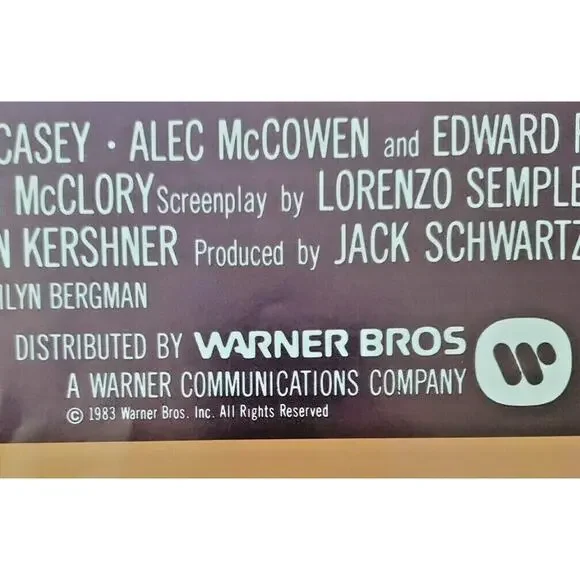 CASEY · ALEC McCOWEN and EDWARD
McCLORY Screenplay by LORENZO SEMPLE
N KERSHNER Produced by JACK SCHWARTZ
ILYN BERGMAN
DISTRIBUTED BY WARNER BROS
A WARNER COMMUNICATIONS COMPANY
© 1983 Warner Bros. Inc. All Rights Reserved